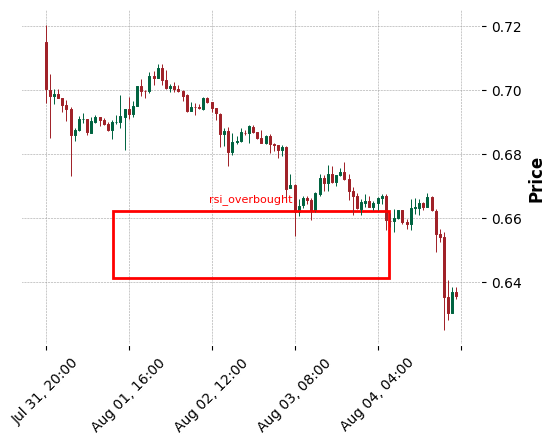 0.72
0.70
0.68
rsi_overbought
0.66
0.64
Price
Jul 31, 20:00
Aug 01, 16:00
Aug 02, 12:00
Aug 03, 08:00
Aug 04, 04:00